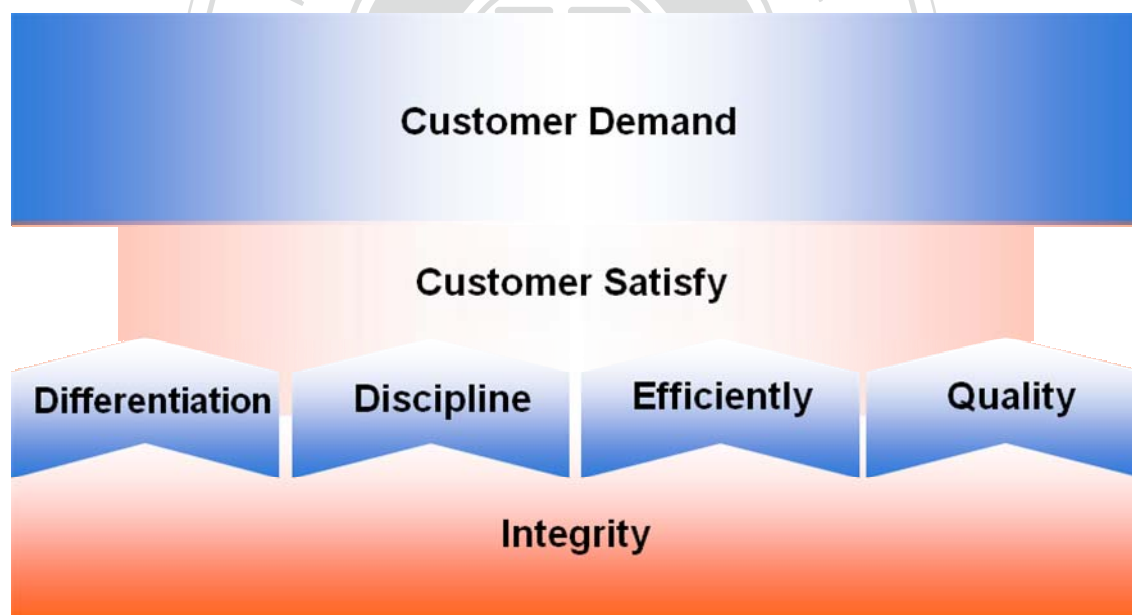 Customer Demand
Customer Satisfy
Differentiation
Discipline
Efficiently
Quality
Integrity